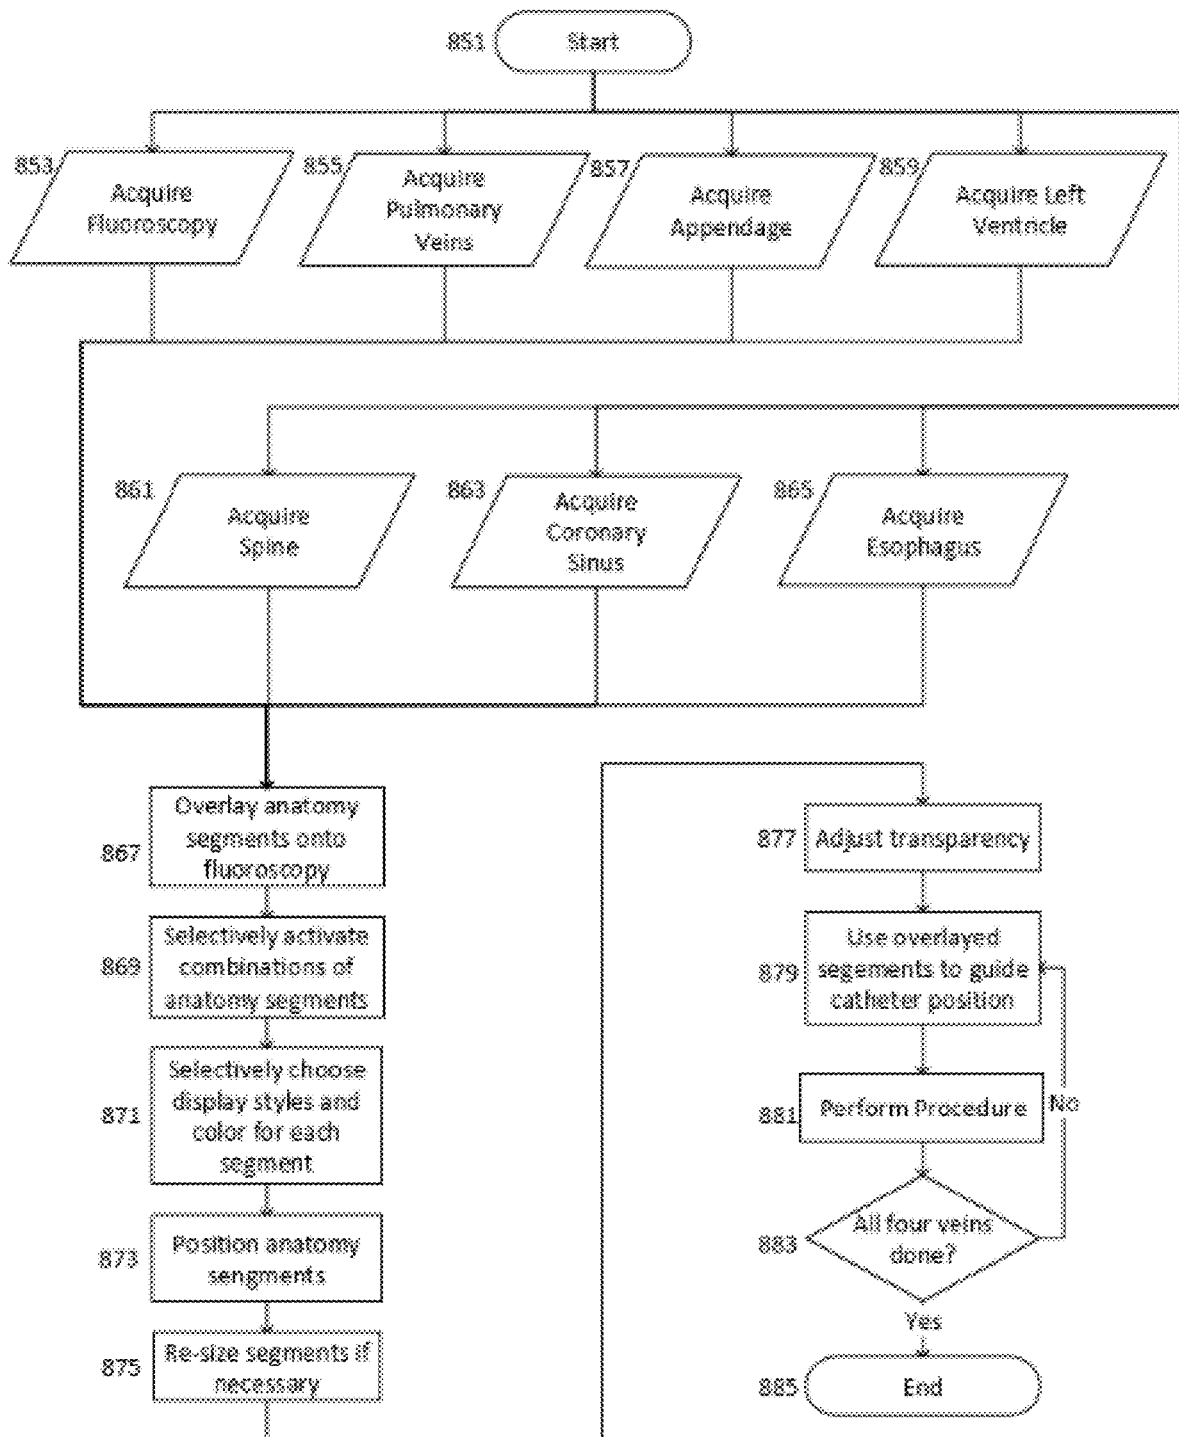 851
Start
853
Acquire
Fluoroscopy
855
Acquire
Pulmonary
Veins
857
Acquire
Appendage
859
Acquire Left
Ventricle
861
Acquire
Spine
863
Acquire
Coronary
Sinus
865
Acquire
Esophagus
867
Overlay anatomy
segments onto
fluoroscopy
869
Selectively activate
combinations of
anatomy segments
871
Selectively choose
display styles and
color for each
segment
873
Position anatomy
sengments
875
Re-size segments if
necessary
877
Adjust transparency
879
Use overlayed
segements to guide
catheter position
881
Perform Procedure
No
883
All four veins
done?
Yes
885
End